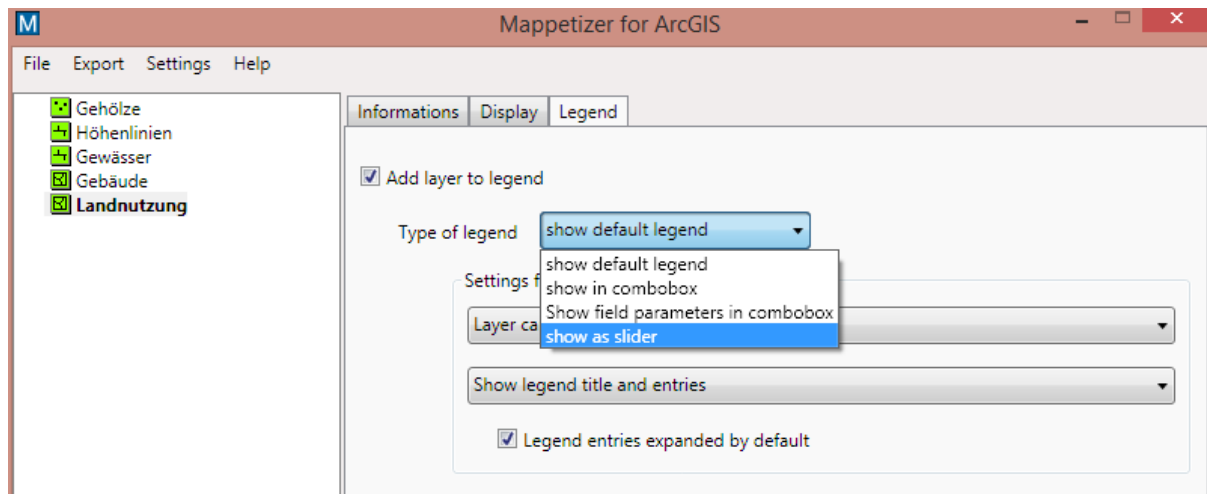 M Mappetizer for ArcGIS
File Export Settings Help
Gehölze
Höhenlinien
Gewässer
Gebäude
Landnutzung
Informations Display Legend
Add layer to legend
Type of legend show default legend
show default legend
show in combobox
Show field parameters in combobox
show as slider
Settings
Layer
Show legend title and entries
Legend entries expanded by default